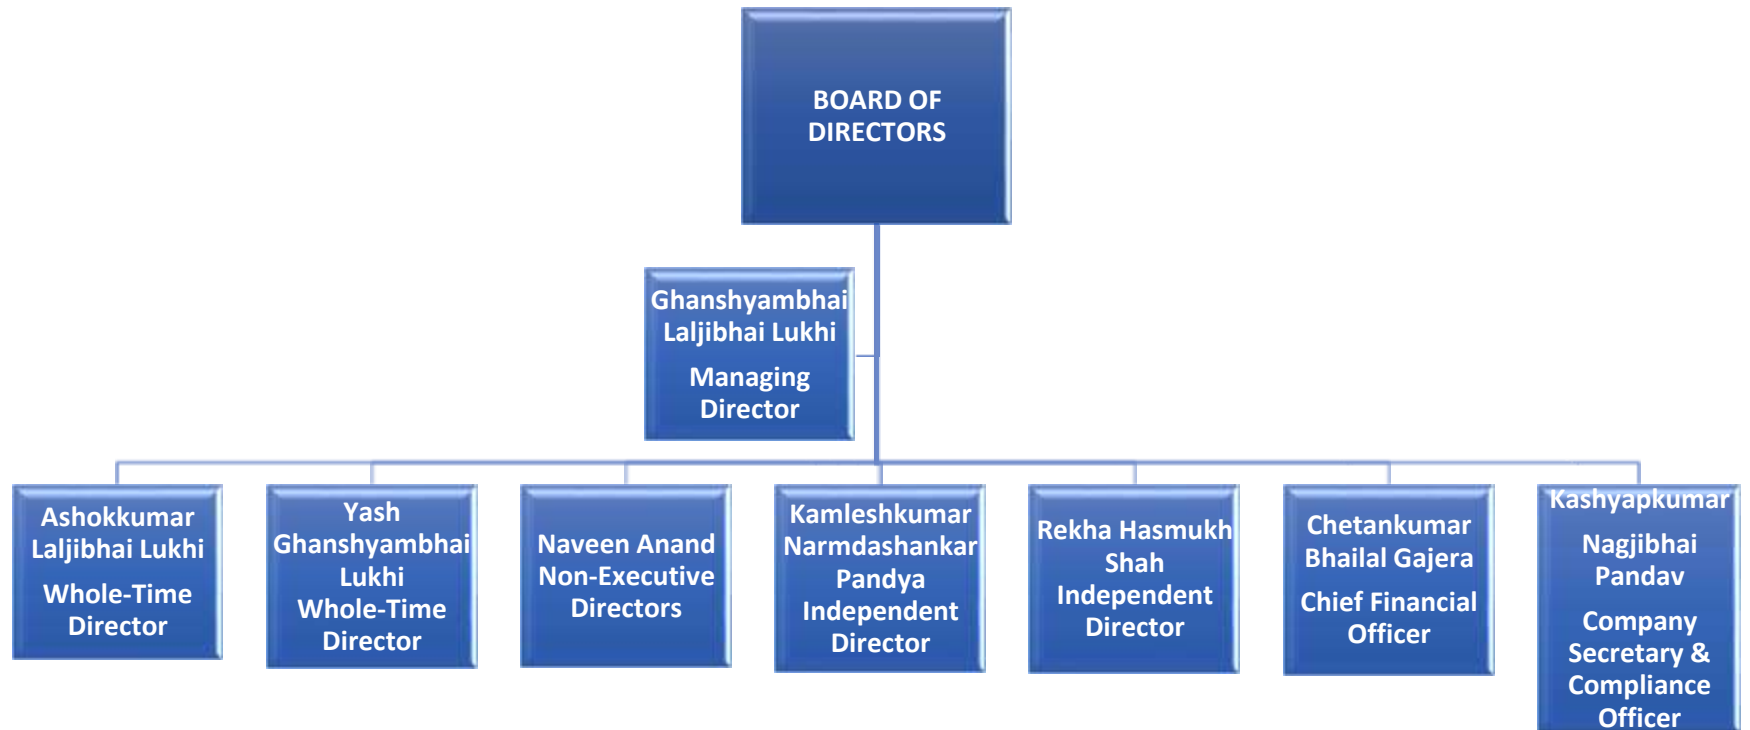 BOARD OF
DIRECTORS
Ghanshyambhai
Laljibhai Lukhi
Managing
Director
Ashokkumar
Laljibhai Lukhi
Whole-Time
Director
Yash
Ghanshyambhai
Lukhi
Whole-Time
Director
Naveen Anand
Non-Executive
Directors
Kamleshkumar
Narmdashankar
Pandya
Independent
Director
Rekha Hasmukh
Shah
Independent
Director
Chetankumar
Bhailal Gajera
Chief Financial
Officer
Kashyapkumar
Nagjibhai
Pandav
Company
Secretary &
Compliance
Officer